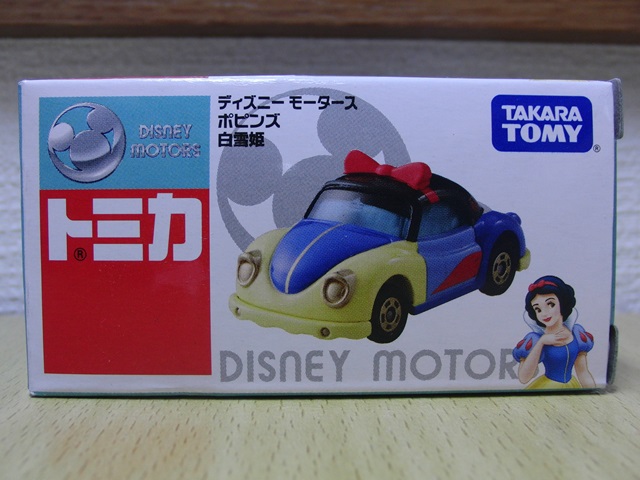 DISNEY
MOTORS
ディズニー モータース
ポピンズ
白雪姫
TAKARA
TOMY®
トミカ
®
DISNEY MOTOR